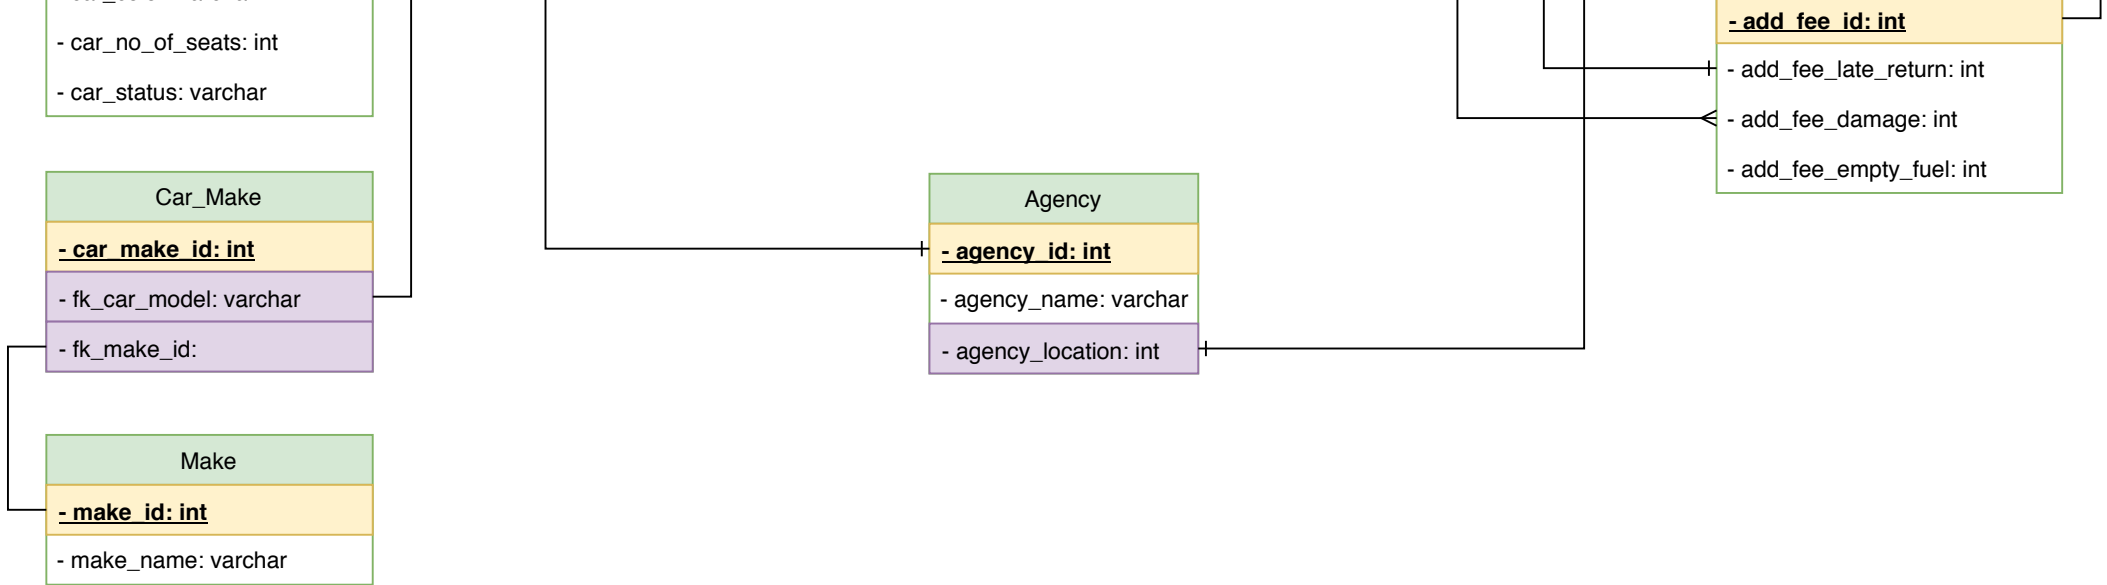 - car_no_of_seats: int
- car_status: varchar
Car_Make
- car_make_id: int
- fk_car_model: varchar
- fk_make_id:
Make
- make_id: int
- make_name: varchar
Agency
- agency_id: int
- agency_name: varchar
- agency_location: int
- add_fee_id: int
- add_fee_late_return: int
- add_fee_damage: int
- add_fee_empty_fuel: int